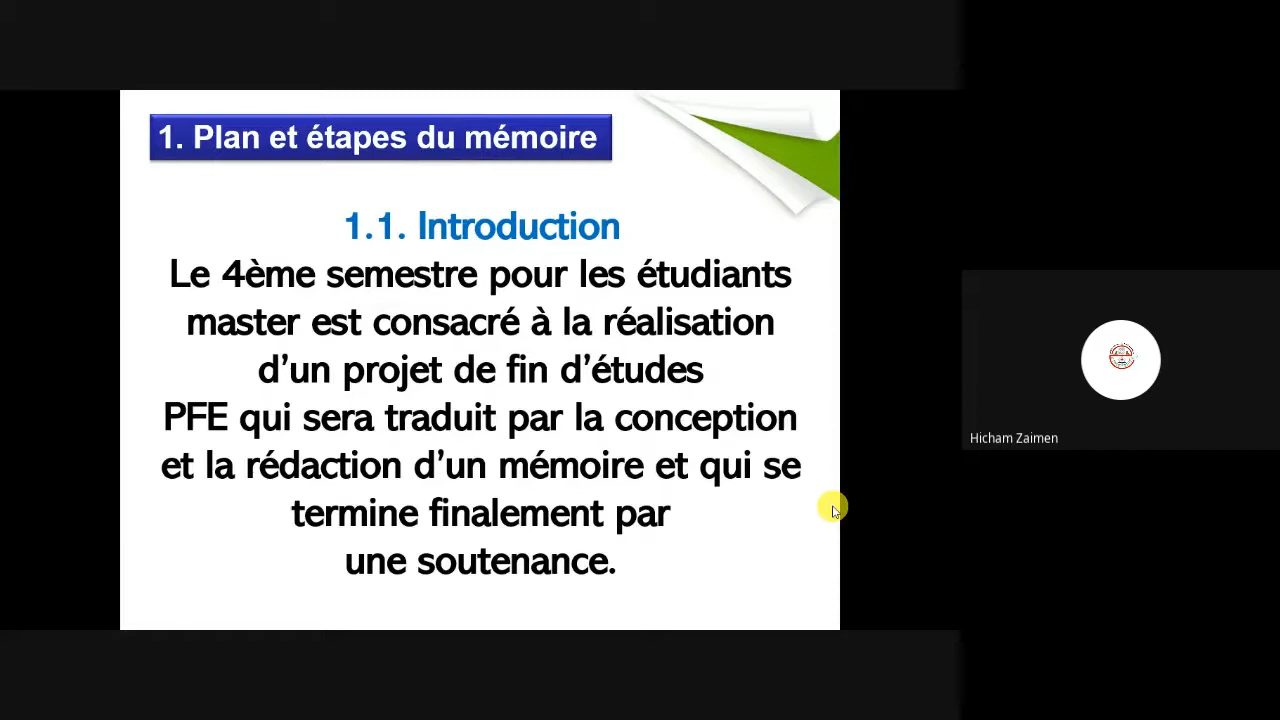 1. Plan et étapes du mémoire
1.1. Introduction
Le 4ème semestre pour les étudiants
master est consacré à la réalisation
d’un projet de fin d’études
PFE qui sera traduit par la conception
et la rédaction d’un mémoire et qui se
termine finalement par
une soutenance.
Hicham Zaimen